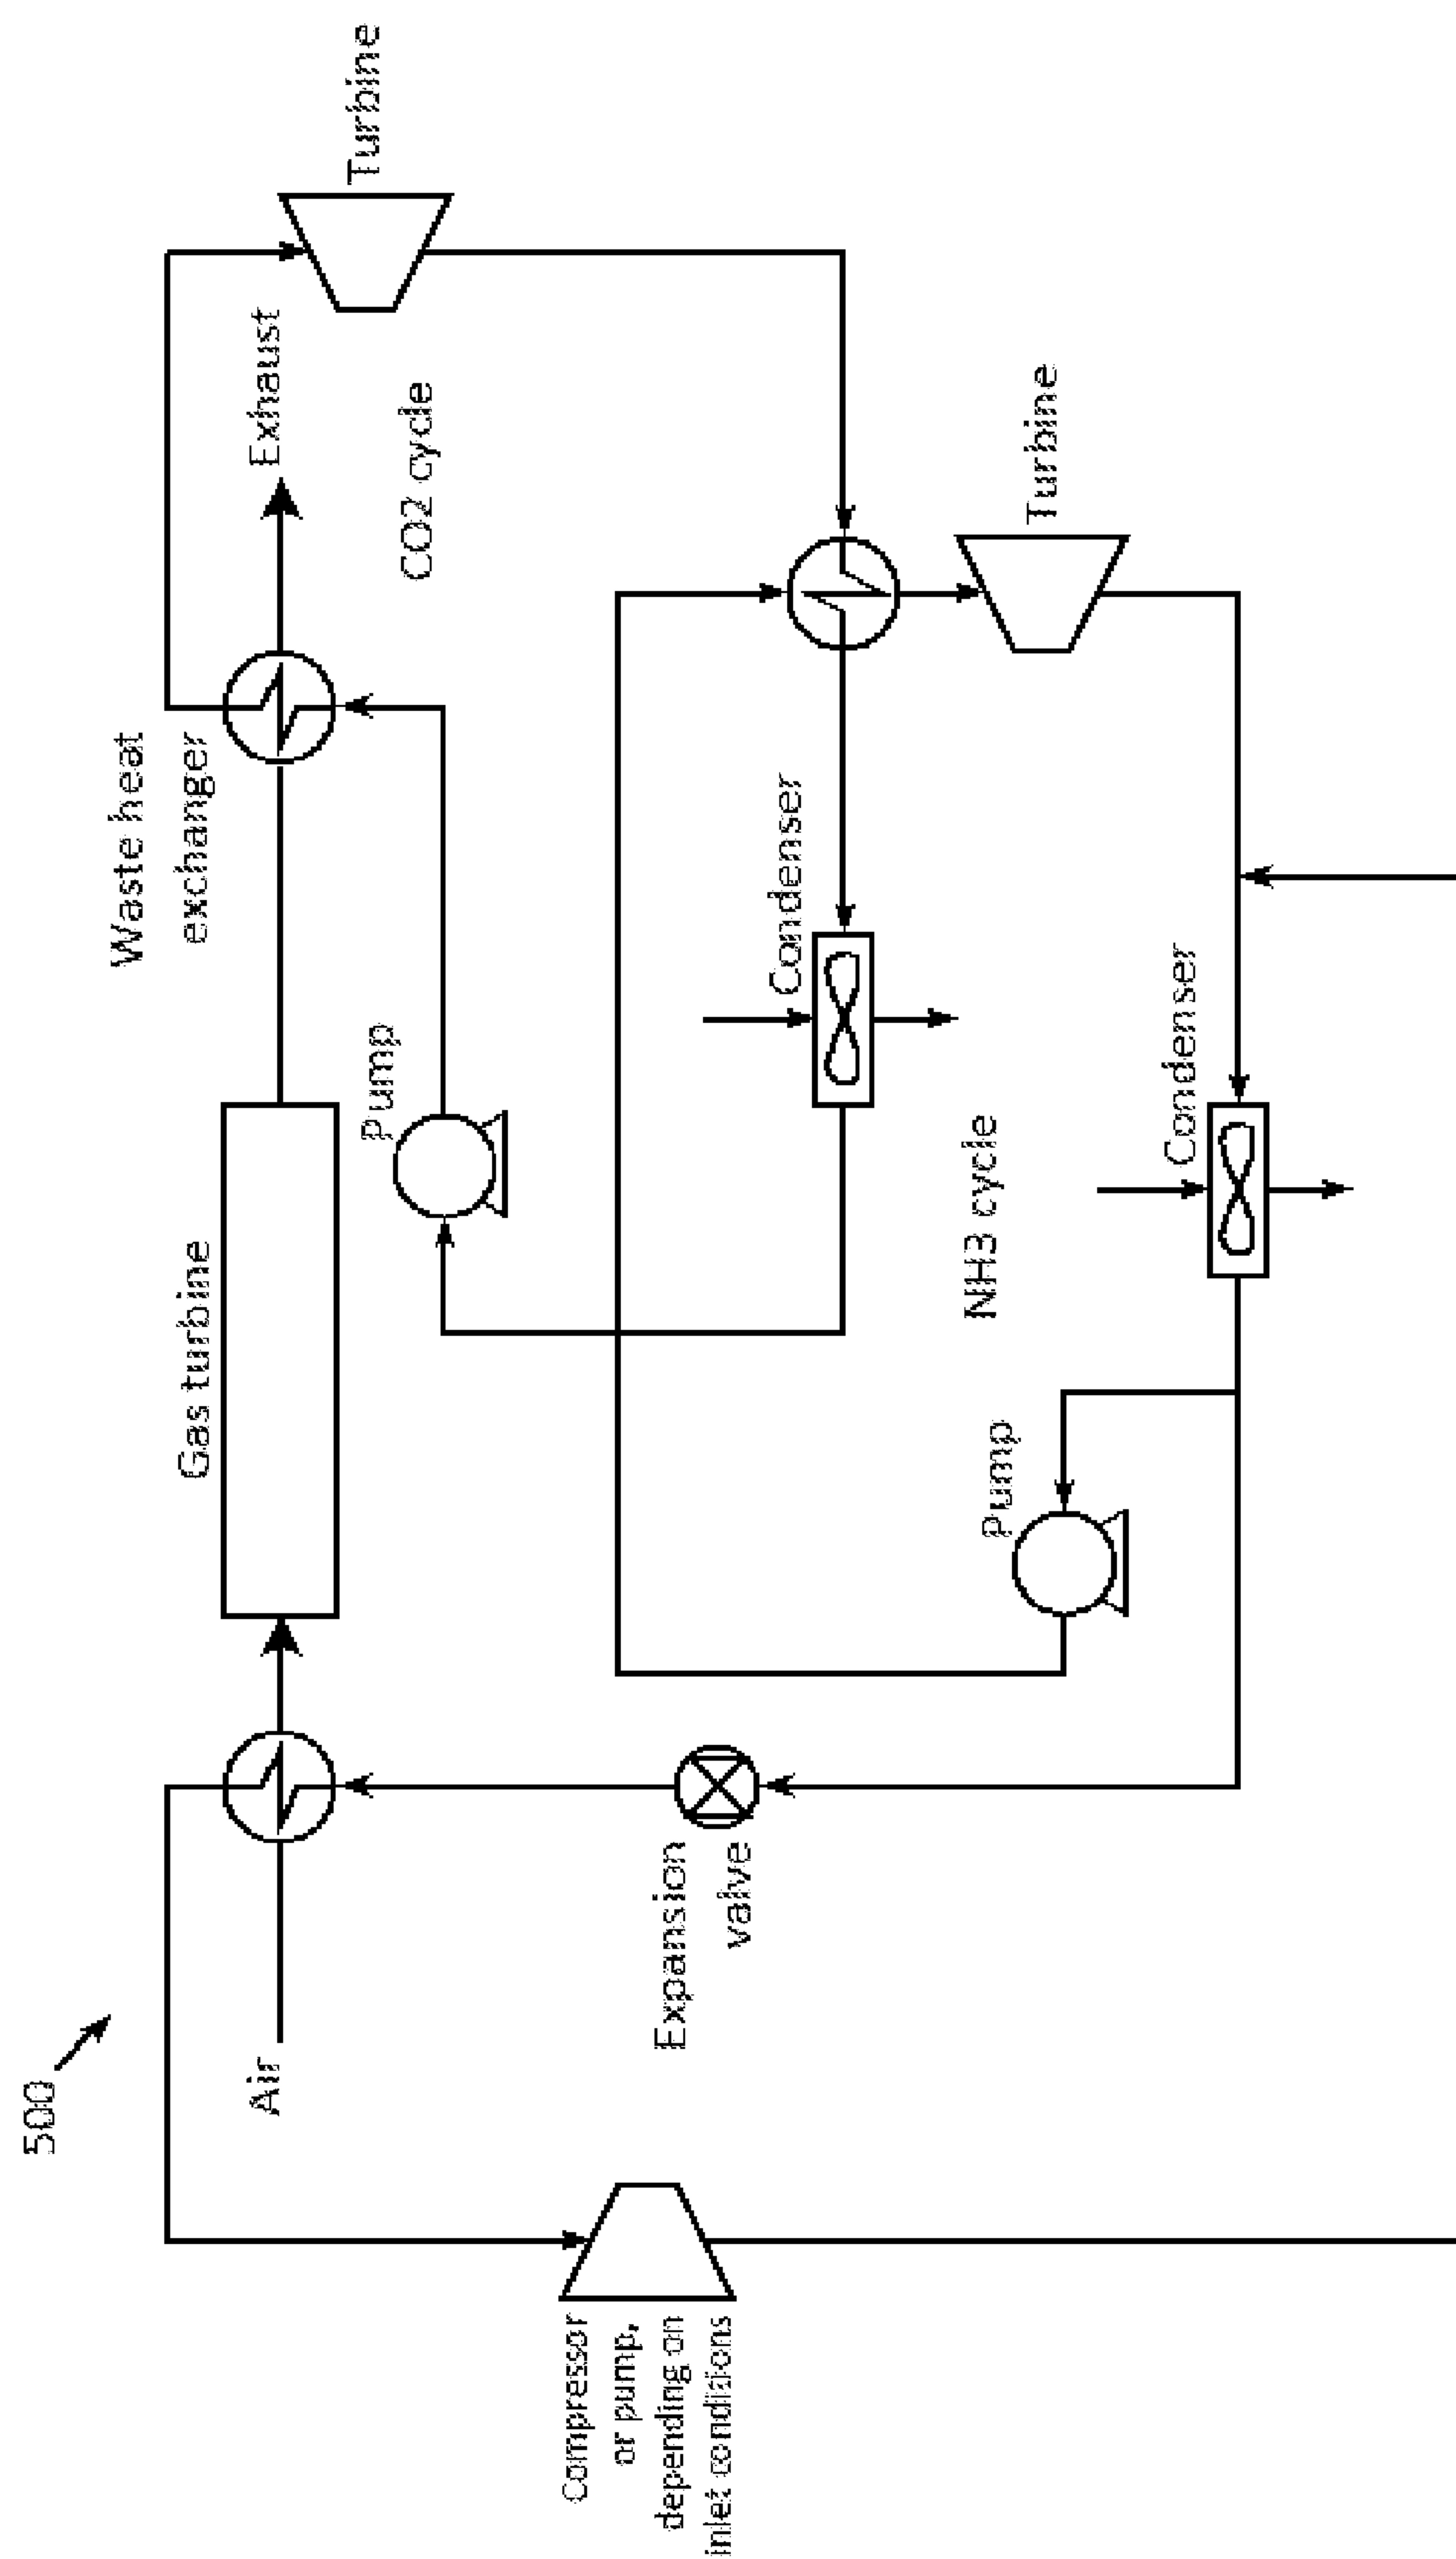 500
Air
Gas turbine
Waste heat
exchanger
Exhaust
Turbine
Pump
CO2 cycle
Compressor
or pump,
depending on
inlet conditions
Expansion
valve
Condenser
Pump
NH3 cycle
Turbine
Condenser